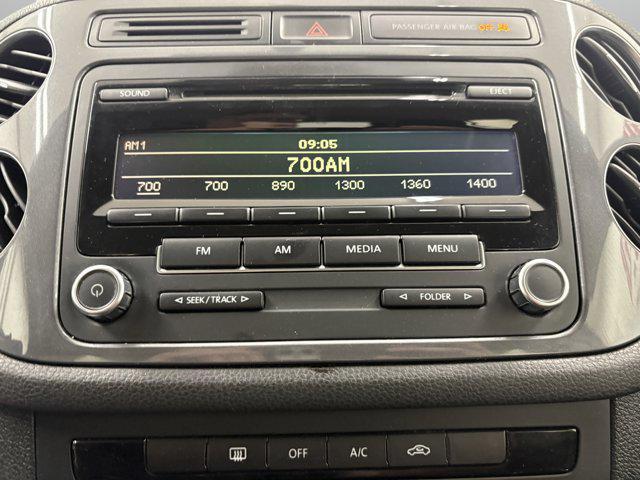 PASSENGER AIR BAG OFF
SOUND
EJECT
AM1 09:05
700AM
700 700 890 1300 1360 1400
FM AM MEDIA MENU
◁ SEEK/TRACK ▷ ◁ FOLDER ▷
OFF A/C